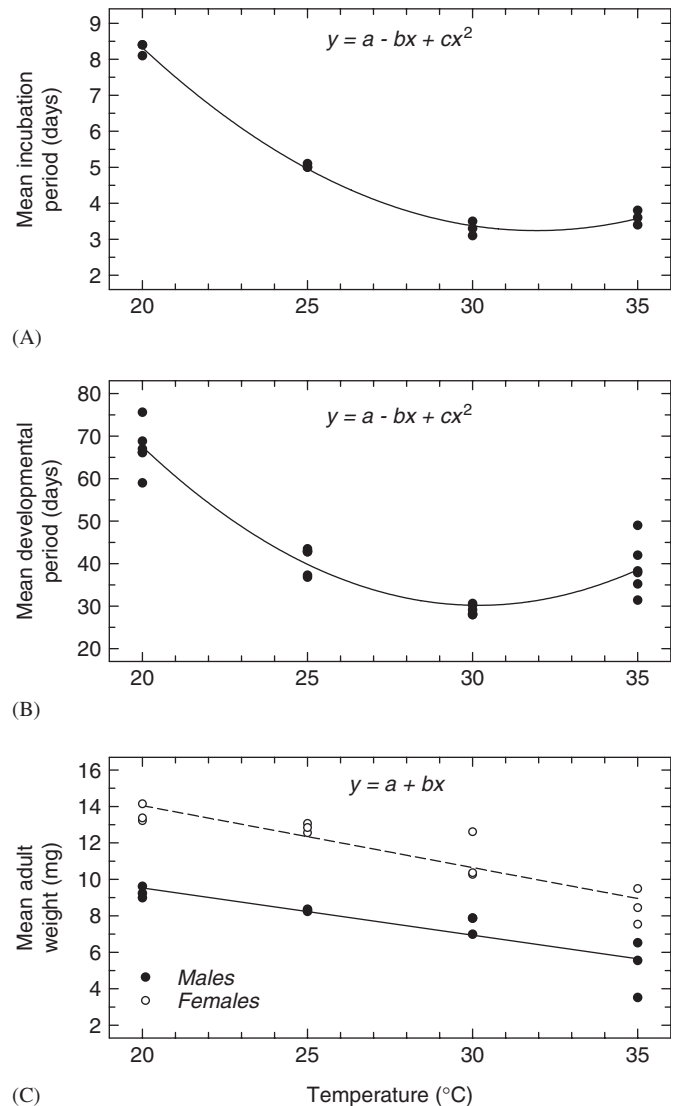 y = a - bx + cx²
9
8
7
6
5
4
3
2
Mean incubation
period (days)
20 25 30 35
(A)
y = a - bx + cx²
80
70
60
50
40
30
20
Mean developmental
period (days)
20 25 30 35
(B)
y = a + bx
16
14
12
10
8
6
4
2
Mean adult
weight (mg)
Males
Females
20 25 30 35
(C) Temperature (°C)